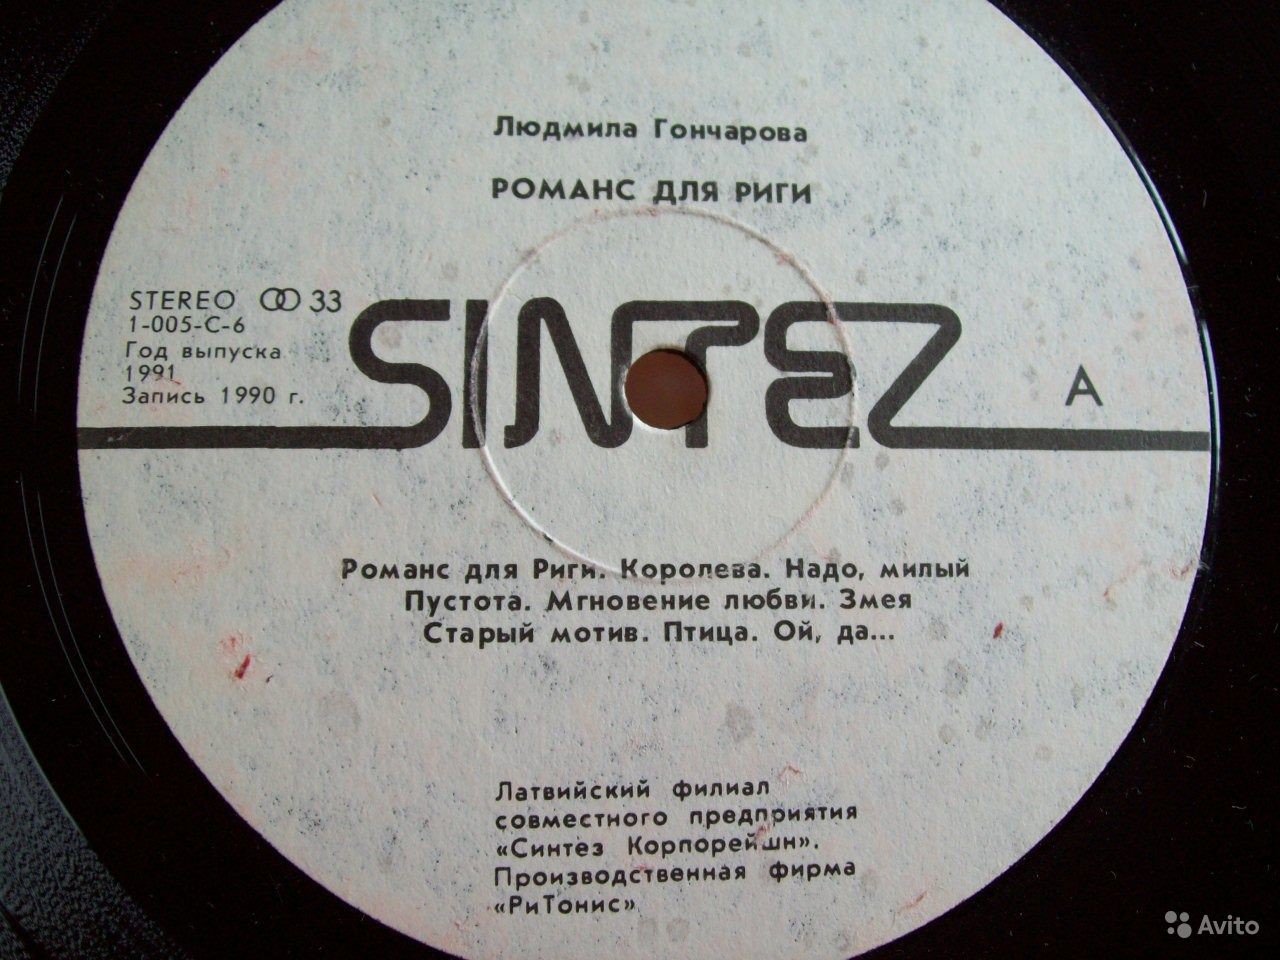 Людмила Гончарова
РОМАНС ДЛЯ РИГИ
STEREO Ꝏ 33
1-005-С-6
Год выпуска
1991
Запись 1990 г.
SINTEZ
А
Романс для Риги. Королева. Надо, милый
Пустота. Мгновение любви. Змея
Старый мотив. Птица. Ой, да...
Латвийский филиал
совместного предприятия
«Синтез Корпорейшн».
Производственная фирма
«РиТонис»
Avito